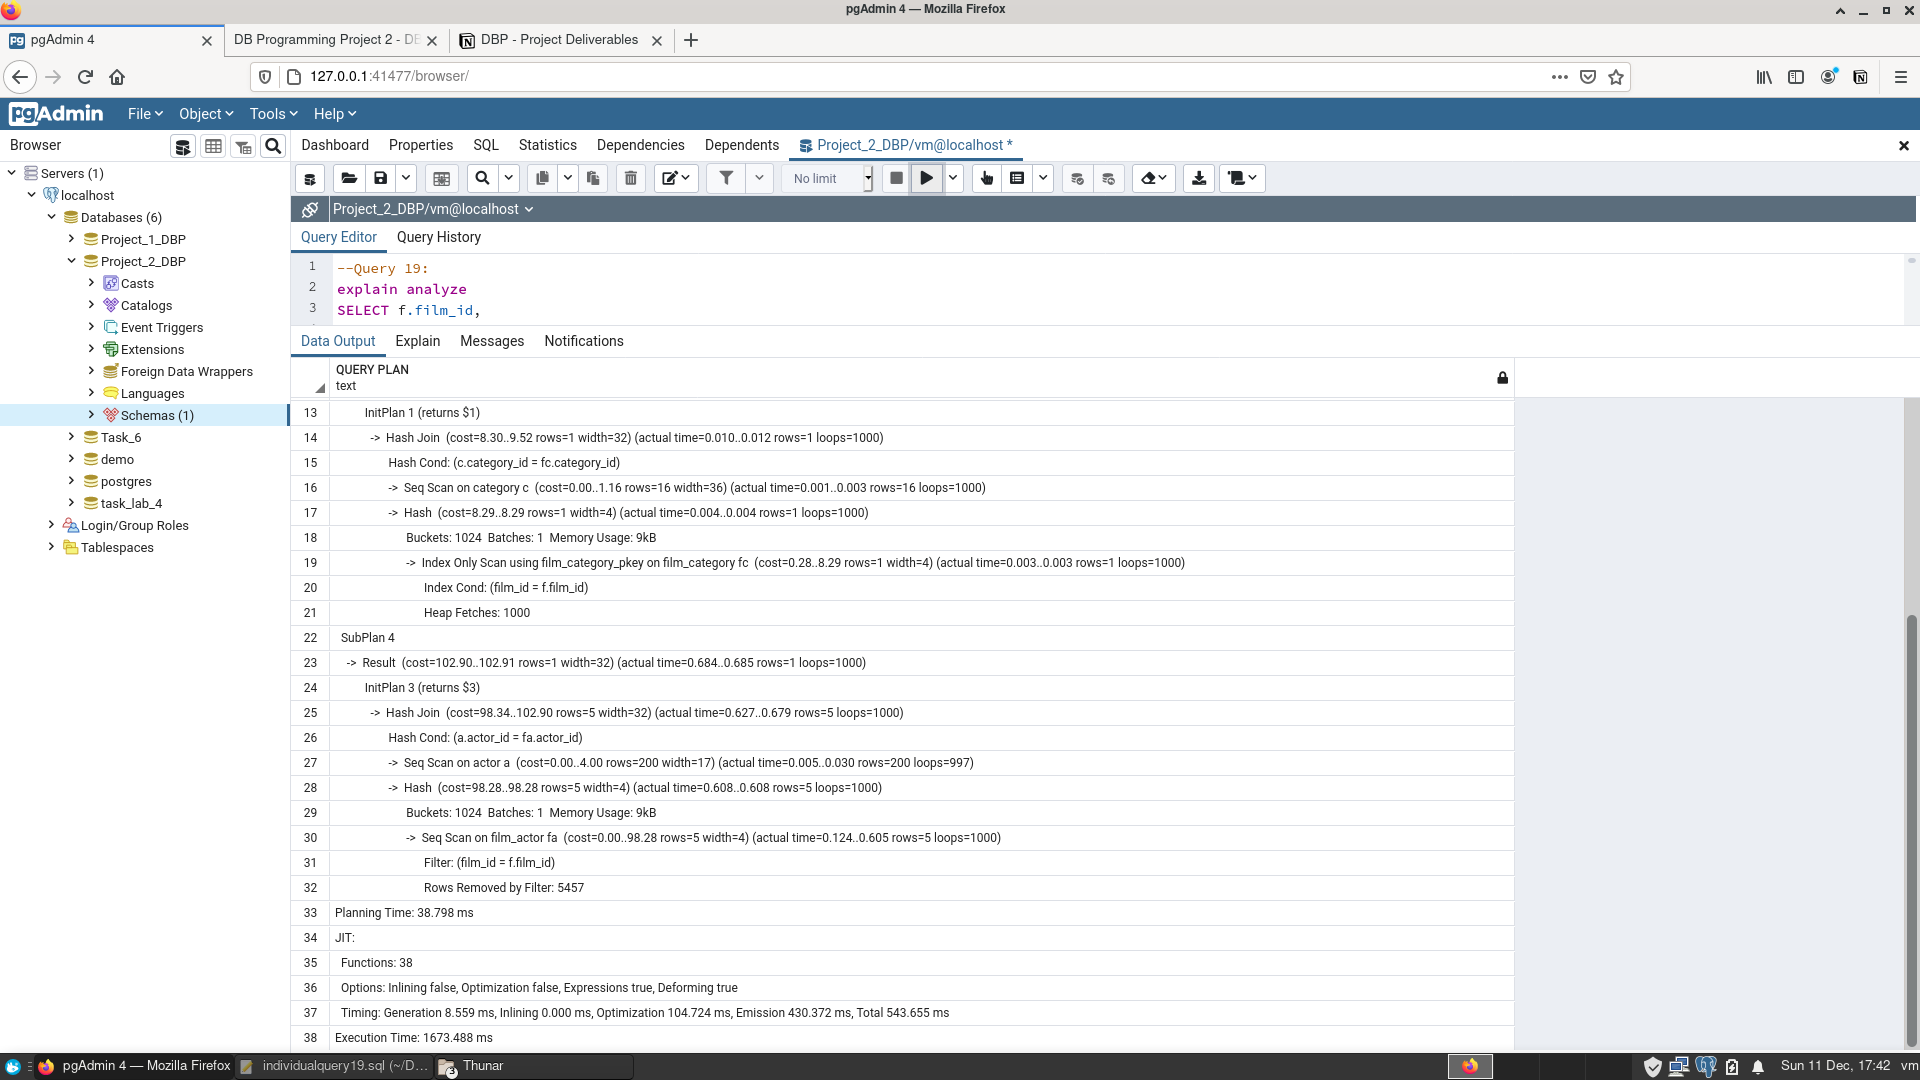 pgAdmin 4 — Mozilla Firefox
pgAdmin 4
DB Programming Project 2 - DB
DBP - Project Deliverables
127.0.0.1:41477/browser/
pgAdmin File Object Tools Help
Browser
Dashboard Properties SQL Statistics Dependencies Dependents Project_2_DBP/vm@localhost *
Servers (1)
localhost
Databases (6)
Project_1_DBP
Project_2_DBP
Casts
Catalogs
Event Triggers
Extensions
Foreign Data Wrappers
Languages
Schemas (1)
Task_6
demo
postgres
task_lab_4
Login/Group Roles
Tablespaces
No limit
Project_2_DBP/vm@localhost
Query Editor Query History
1 --Query 19:
2 explain analyze
3 SELECT f.film_id,
Data Output Explain Messages Notifications
QUERY PLAN
text
13 InitPlan 1 (returns $1)
14 -> Hash Join (cost=8.30..9.52 rows=1 width=32) (actual time=0.010..0.012 rows=1 loops=1000)
15 Hash Cond: (c.category_id = fc.category_id)
16 -> Seq Scan on category c (cost=0.00..1.16 rows=16 width=36) (actual time=0.001..0.003 rows=16 loops=1000)
17 -> Hash (cost=8.29..8.29 rows=1 width=4) (actual time=0.004..0.004 rows=1 loops=1000)
18 Buckets: 1024 Batches: 1 Memory Usage: 9kB
19 -> Index Only Scan using film_category_pkey on film_category fc (cost=0.28..8.29 rows=1 width=4) (actual time=0.003..0.003 rows=1 loops=1000)
20 Index Cond: (film_id = f.film_id)
21 Heap Fetches: 1000
22 SubPlan 4
23 -> Result (cost=102.90..102.91 rows=1 width=32) (actual time=0.684..0.685 rows=1 loops=1000)
24 InitPlan 3 (returns $3)
25 -> Hash Join (cost=98.34..102.90 rows=5 width=32) (actual time=0.627..0.679 rows=5 loops=1000)
26 Hash Cond: (a.actor_id = fa.actor_id)
27 -> Seq Scan on actor a (cost=0.00..4.00 rows=200 width=17) (actual time=0.005..0.030 rows=200 loops=997)
28 -> Hash (cost=98.28..98.28 rows=5 width=4) (actual time=0.608..0.608 rows=5 loops=1000)
29 Buckets: 1024 Batches: 1 Memory Usage: 9kB
30 -> Seq Scan on film_actor fa (cost=0.00..98.28 rows=5 width=4) (actual time=0.124..0.605 rows=5 loops=1000)
31 Filter: (film_id = f.film_id)
32 Rows Removed by Filter: 5457
33 Planning Time: 38.798 ms
34 JIT:
35 Functions: 38
36 Options: Inlining false, Optimization false, Expressions true, Deforming true
37 Timing: Generation 8.559 ms, Inlining 0.000 ms, Optimization 104.724 ms, Emission 430.372 ms, Total 543.655 ms
38 Execution Time: 1673.488 ms
pgAdmin 4 — Mozilla Firefox
individualquery19.sql (~/D...
3 Thunar
Sun 11 Dec, 17:42 vm